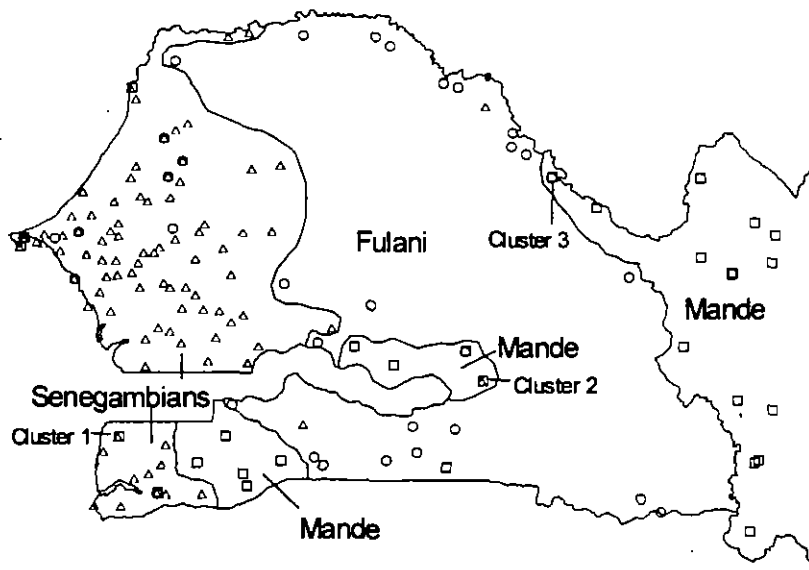 Fulani
Cluster 3
Mande
Mande
Cluster 2
Senegambians
Cluster 1
Mande